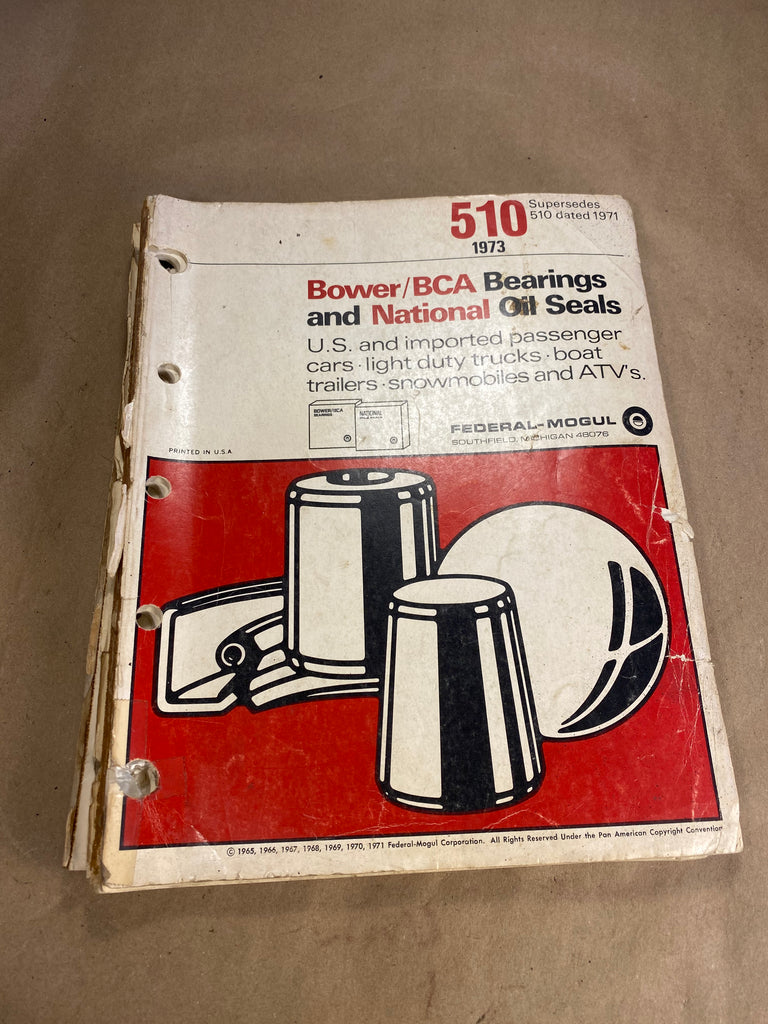 510
Supersedes
510 dated 1971
1973
Bower/BCA Bearings
and National Oil Seals
U.S. and imported passenger
cars · light duty trucks · boat
trailers · snowmobiles and ATV's.
BOWER/BCA
BEARINGS
NATIONAL
FEDERAL-MOGUL
SOUTHFIELD, MICHIGAN 48076
PRINTED IN U.S.A
© 1965, 1966, 1967, 1968, 1969, 1970, 1971 Federal-Mogul Corporation. All Rights Reserved Under the Pan American Copyright Convention